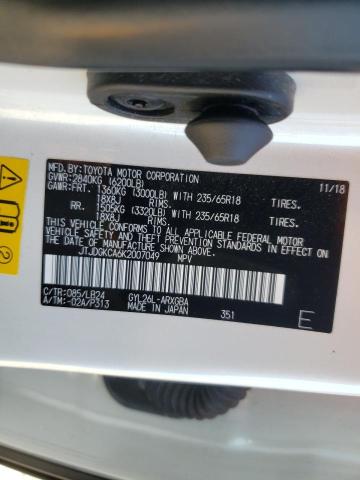 MFD.BY:TOYOTA MOTOR CORPORATION 11/18
GVWR:2840KG (6200LB)
GAWR:FRT. 1360KG (3000LB) WITH 235/65R18 TIRES.
18X8J RIMS.
RR. 1505KG (3320LB) WITH 235/65R18 TIRES.
18X8J RIMS.
THIS VEHICLE CONFORMS TO ALL APPLICABLE FEDERAL MOTOR
VEHICLE SAFETY STANDARDS IN EFFECT ON THE DATE OF
MANUFACTURE SHOWN ABOVE.
JTJDGKCA6K2007049 MPV
C/TR:085/LB24 GYL26L-ARXGBA
A/TM:-02A/P313 MADE IN JAPAN 351
E
2